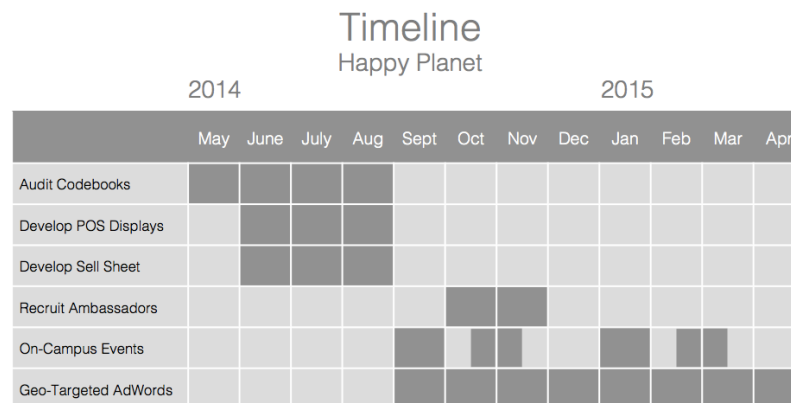 Timeline
Happy Planet
2014 2015
May June July Aug Sept Oct Nov Dec Jan Feb Mar Apr
Audit Codebooks
Develop POS Displays
Develop Sell Sheet
Recruit Ambassadors
On-Campus Events
Geo-Targeted AdWords